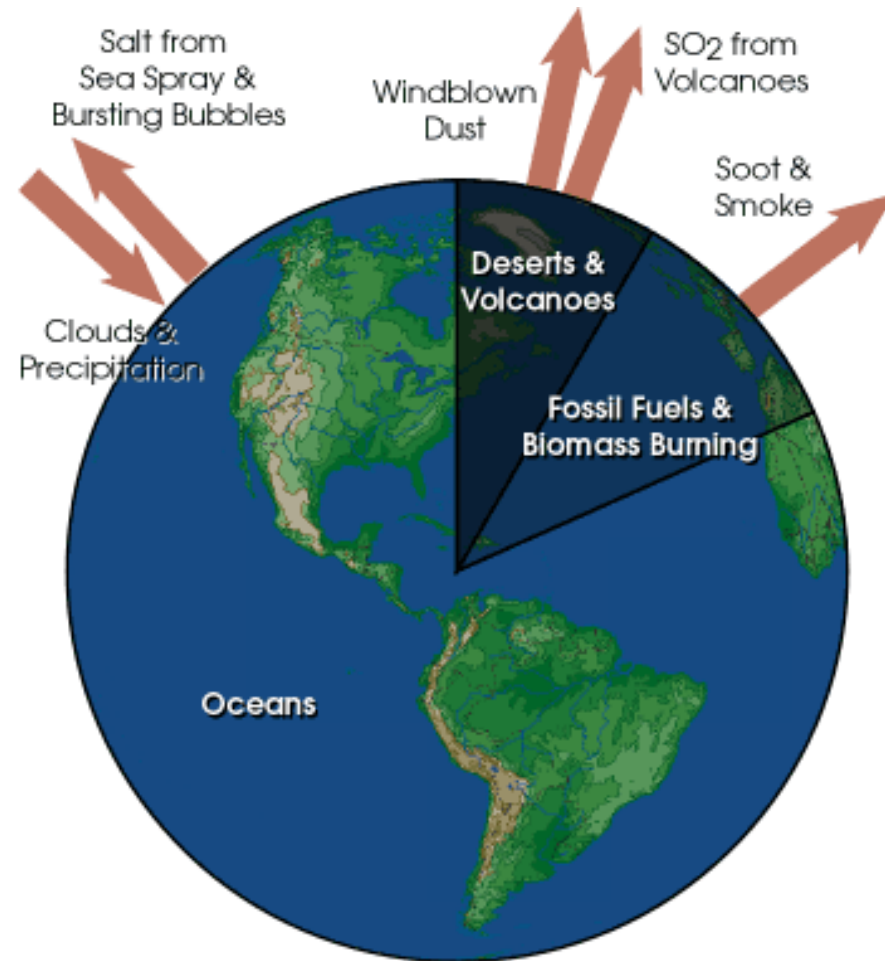 Salt from
Sea Spray &
Bursting Bubbles
Windblown
Dust
SO2 from
Volcanoes
Soot &
Smoke
Clouds &
Precipitation
Deserts &
Volcanoes
Fossil Fuels &
Biomass Burning
Oceans